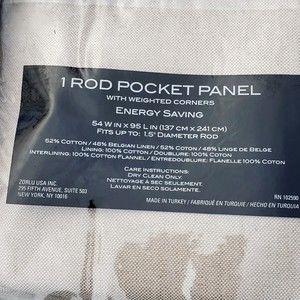 1 ROD POCKET PANEL
WITH WEIGHTED CORNERS
ENERGY SAVING
54 W IN X 95 L IN (137 CM X 241 CM)
FITS UP TO: 1.5" DIAMETER ROD
52% COTTON / 48% BELGIAN LINEN / 52% COTON / 48% LINGE DE BELGE
LINING: 100% COTTON / DOUBLURE: 100% COTON
INTERLINING: 100% COTTON FLANNEL / ENTREDOUBLURE: FLANELLE 100% COTON
CARE INSTRUCTIONS:
DRY CLEAN ONLY.
NETTOYAGE À SEC SEULEMENT.
LAVAR EN SECO SOLAMENTE.
ZORLU USA INC.
295 FIFTH AVENUE, SUITE 503
NEW YORK, NY 10016
RN 102590
MADE IN TURKEY / FABRIQUÉ EN TURQUIE / HECHO EN TURQUIA